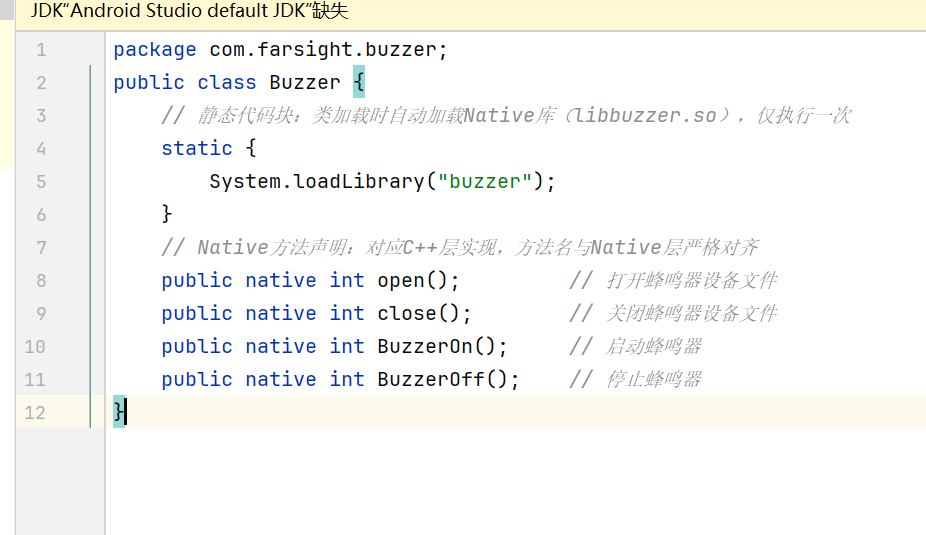 JDK“Android Studio default JDK”缺失
1 package com.farsight.buzzer;
2 public class Buzzer {
3 // 静态代码块：类加载时自动加载Native库（libbuzzer.so），仅执行一次
4 static {
5 System.loadLibrary("buzzer");
6 }
7 // Native方法声明：对应C++层实现，方法名与Native层严格对齐
8 public native int open(); // 打开蜂鸣器设备文件
9 public native int close(); // 关闭蜂鸣器设备文件
10 public native int BuzzerOn(); // 启动蜂鸣器
11 public native int BuzzerOff(); // 停止蜂鸣器
12 }